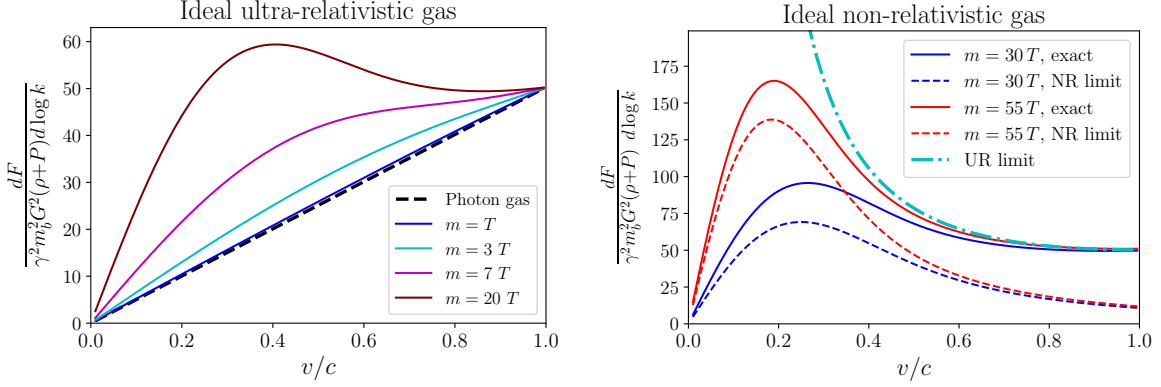 Ideal ultra-relativistic gas
dF
γ²m_b²G²(ρ+P)d log k
60
50
40
30
20
10
0
Photon gas
m = T
m = 3 T
m = 7 T
m = 20 T
0.0 0.2 0.4 0.6 0.8 1.0
v/c
Ideal non-relativistic gas
dF
γ²m_b²G²(ρ+P) d log k
175
150
125
100
75
50
25
0
m = 30 T, exact
m = 30 T, NR limit
m = 55 T, exact
m = 55 T, NR limit
UR limit
0.0 0.2 0.4 0.6 0.8 1.0
v/c